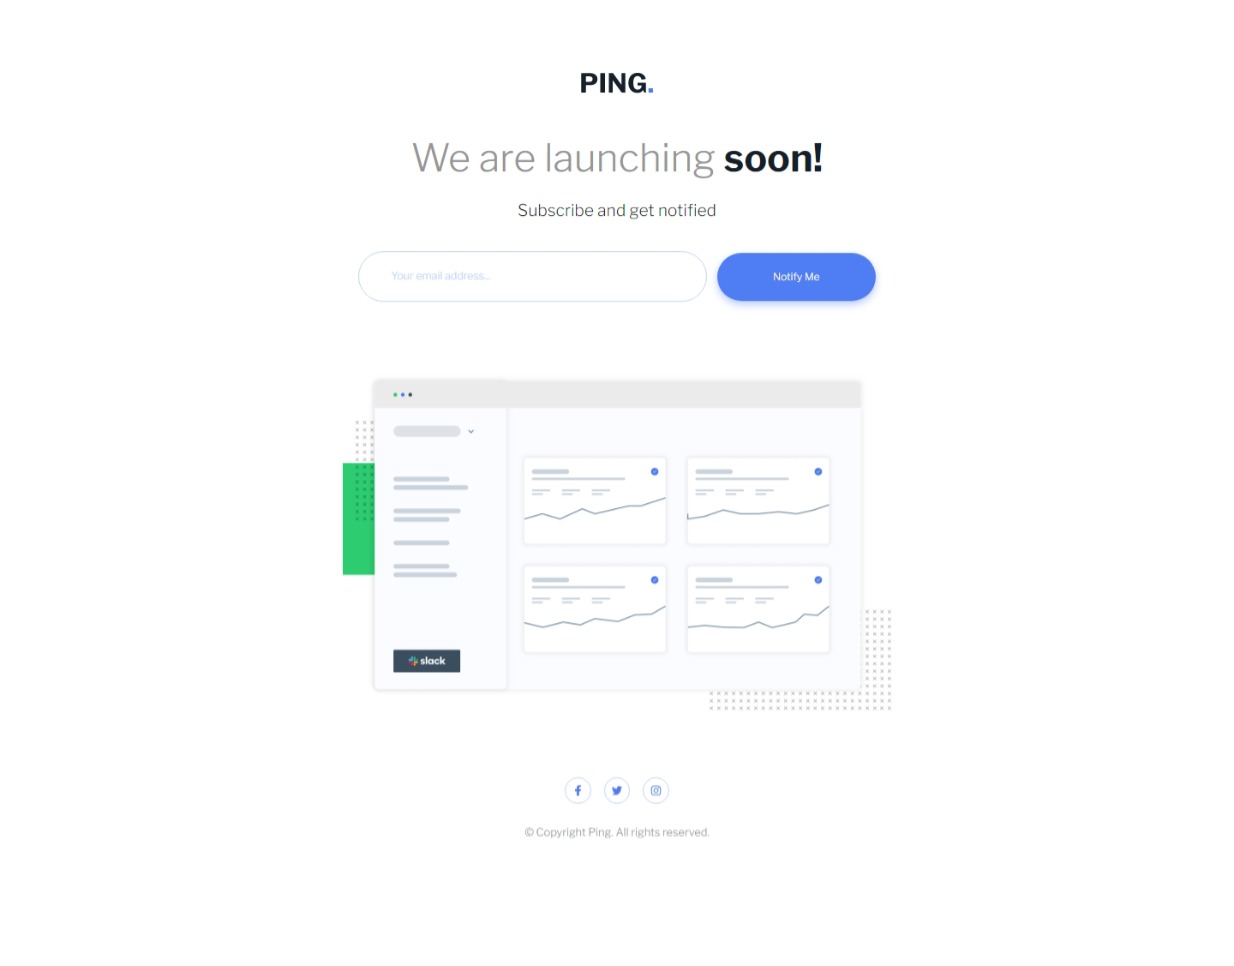 PING.
We are launching soon!
Subscribe and get notified
Your email address...
Notify Me
slack
© Copyright Ping. All rights reserved.